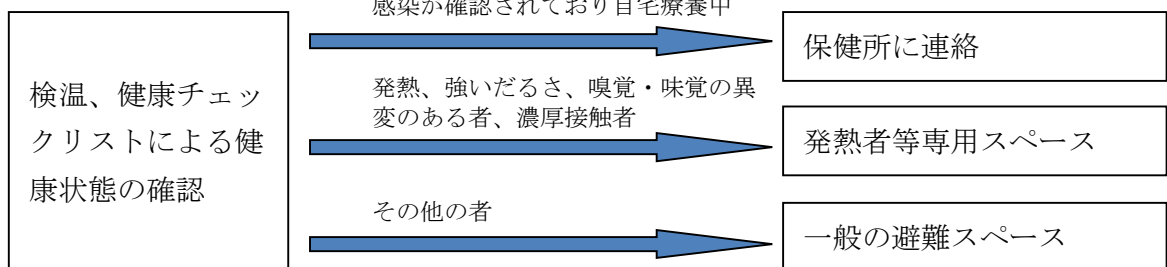 感染が確認されており自宅療養中
保健所に連絡
検温、健康チェッ
クリストによる健
康状態の確認
発熱、強いだるさ、嗅覚・味覚の異
変のある者、濃厚接触者
発熱者等専用スペース
その他の者
一般の避難スペース